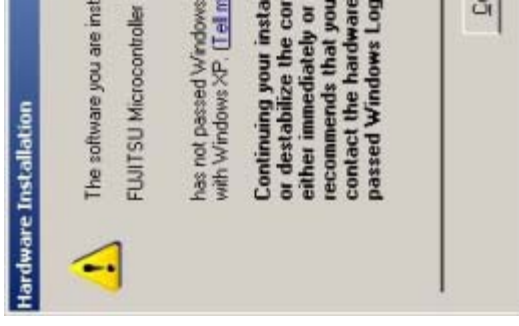 Hardware Installation
The software you are inst
FUJITSU Microcontroller
has not passed Windows
with Windows XP. (Tell m
Continuing your insta
or destabilize the cor
either immediately or
recommends that you
contact the hardware
passed Windows Log